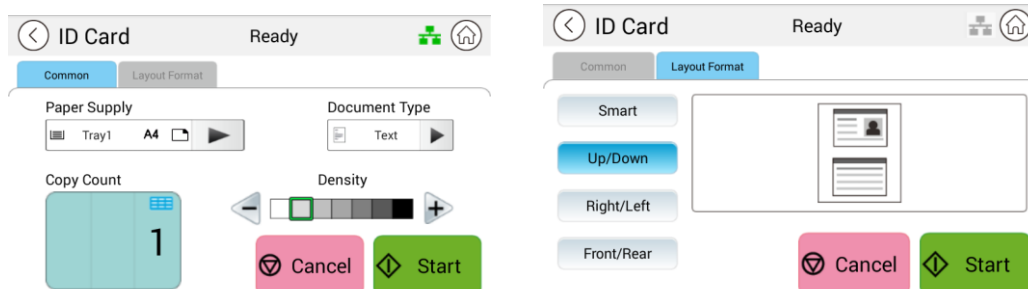 ID Card
Ready
Common
Layout Format
Paper Supply
Document Type
Tray1
A4
Text
Copy Count
Density
1
Cancel
Start
ID Card
Ready
Common
Layout Format
Smart
Up/Down
Right/Left
Front/Rear
Cancel
Start